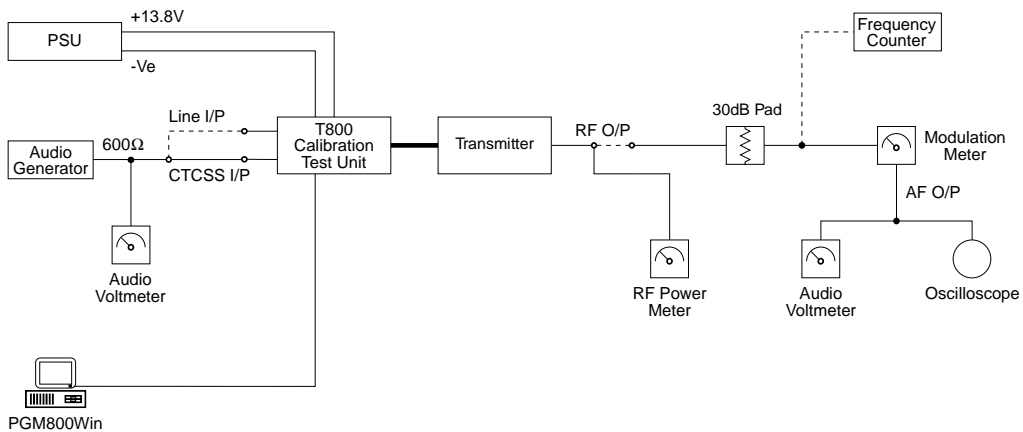 +13.8V
PSU
-Ve
Frequency
Counter
Line I/P
30dB Pad
600Ω
T800
Calibration
Test Unit
RF O/P
Audio
Generator
Transmitter
Modulation
Meter
CTCSS I/P
AF O/P
Audio
Voltmeter
RF Power
Meter
Audio
Voltmeter
Oscilloscope
PGM800Win